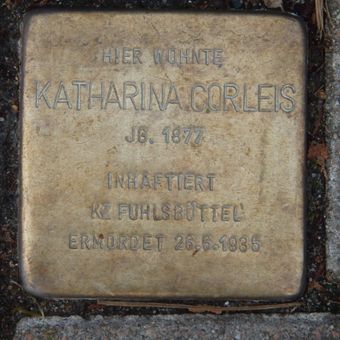 HIER WOHNTE
KATHARINA CORLEIS
JG. 1877
INHAFTIERT
KZ FUHLSBÜTTEL
ERMORDET 26.6.1935